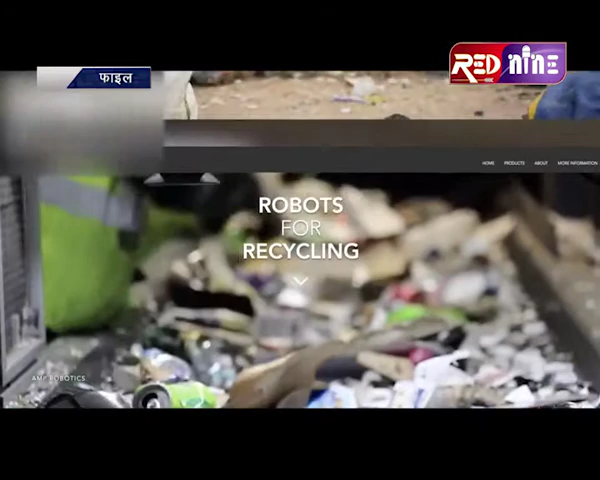 फाइल
RED NINE
HOME PRODUCTS ABOUT MORE INFORMATION
ROBOTS
FOR
RECYCLING
AMP ROBOTICS